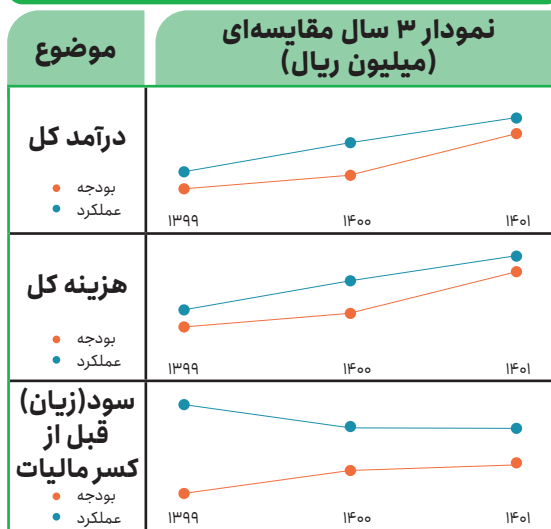 موضوع
نمودار ۳ سال مقایسه‌ای
(میلیون ریال)
درآمد کل
بودجه
عملکرد
۱۳۹۹
۱۴۰۰
۱۴۰۱
هزینه کل
بودجه
عملکرد
۱۳۹۹
۱۴۰۰
۱۴۰۱
سود(زیان)
قبل از
کسر مالیات
بودجه
عملکرد
۱۳۹۹
۱۴۰۰
۱۴۰۱